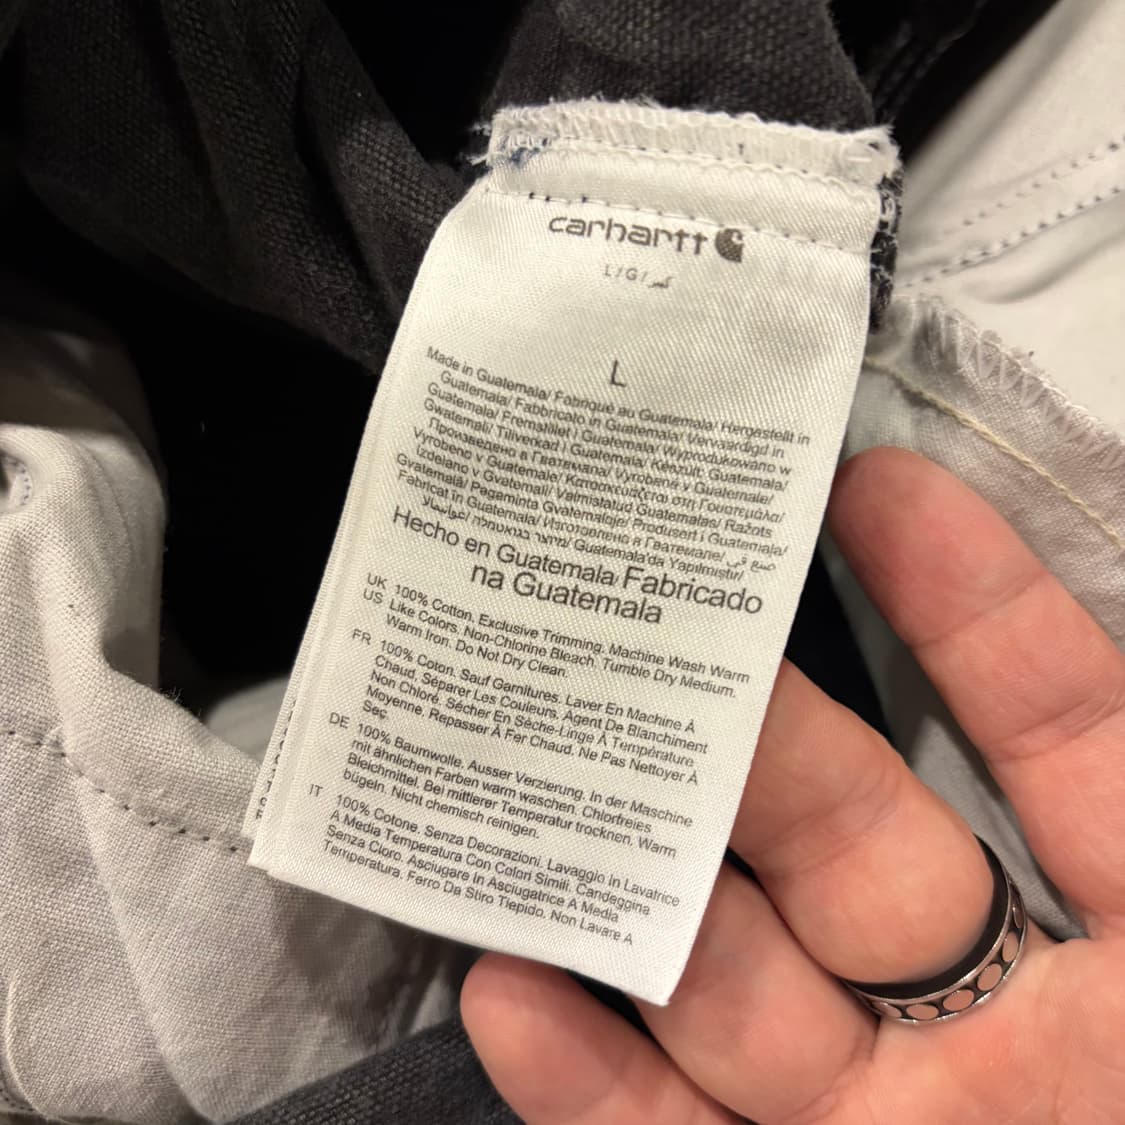 carhartt
L/G/كبير
L
Made in Guatemala/ Fabriqué au Guatemala/ Hergestellt in
Guatemala/ Fabbricato in Guatemala/ Vervaardigd in
Guatemala/ Fremstillet i Guatemala/ Wyprodukowano w
Gwatemali/ Tillverkad i Guatemala/ Készült: Guatemala/
Произведено в Гватемала/ Vyrobené v Guatemale/
Vyrobeno v Guatemale/ Κατασκευάζεται στη Γουατεμάλα/
Izdelano v Gvatemali/ Valmistatud Guatemalas/ Ražots
Gvatemalā/ Pagaminta Gvatemaloje/ Produsert i Guatemala/
Fabricat în Guatemala/ Изготовлено в Гватемале/ صنع في
غواتيمالا/ מיוצר בגואטמלה/ Guatemala'da Yapılmıştır/
Hecho en Guatemala Fabricado
na Guatemala
UK 100% Cotton, Exclusive Trimming. Machine Wash Warm
US Like Colors. Non-Chlorine Bleach. Tumble Dry Medium.
Warm Iron. Do Not Dry Clean.
FR 100% Coton, Sauf Garnitures. Laver En Machine À
Chaud, Séparer Les Couleurs. Agent De Blanchiment
Non Chloré. Sécher En Sèche-Linge À Température
Moyenne. Repasser À Fer Chaud. Ne Pas Nettoyer À
Sec.
DE 100% Baumwolle, Ausser Verzierung. In der Maschine
mit ähnlichen Farben warm waschen. Chlorfreies
Bleichmittel. Bei mittlerer Temperatur trocknen. Warm
bügeln. Nicht chemisch reinigen.
IT 100% Cotone, Senza Decorazioni. Lavaggio In Lavatrice
A Media Temperatura Con Colori Simili. Candeggina
Senza Cloro. Asciugare In Asciugatrice A Media
Temperatura. Ferro Da Stiro Tiepido. Non Lavare A